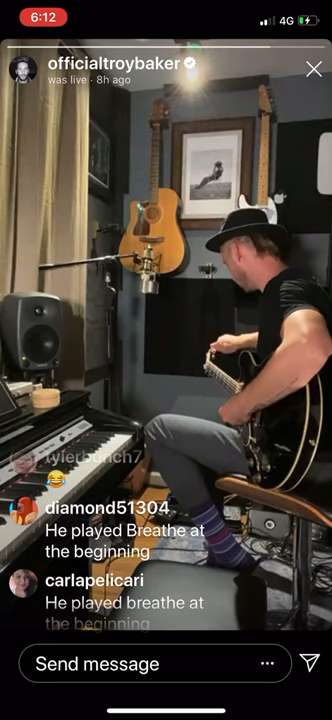 6:12
4G
officialtroybaker
was live · 8h ago
tylerbunch7
😂
diamond51304
He played Breathe at
the beginning
carlapelicari
He played breathe at
the beginning
Send message